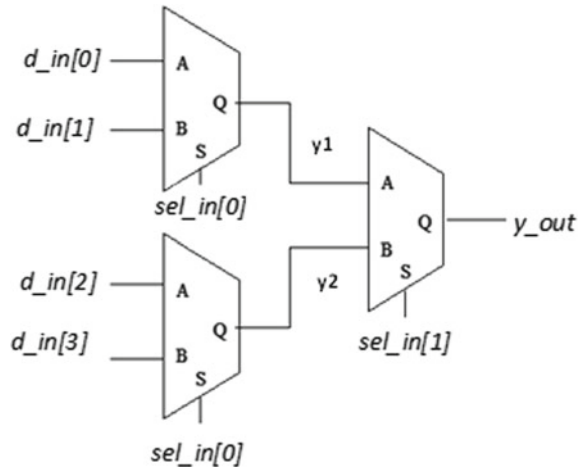 d_in[0]
A
Q
d_in[1]
B
S
sel_in[0]
y1
A
Q
y_out
B
S
sel_in[1]
d_in[2]
A
y2
Q
d_in[3]
B
S
sel_in[0]